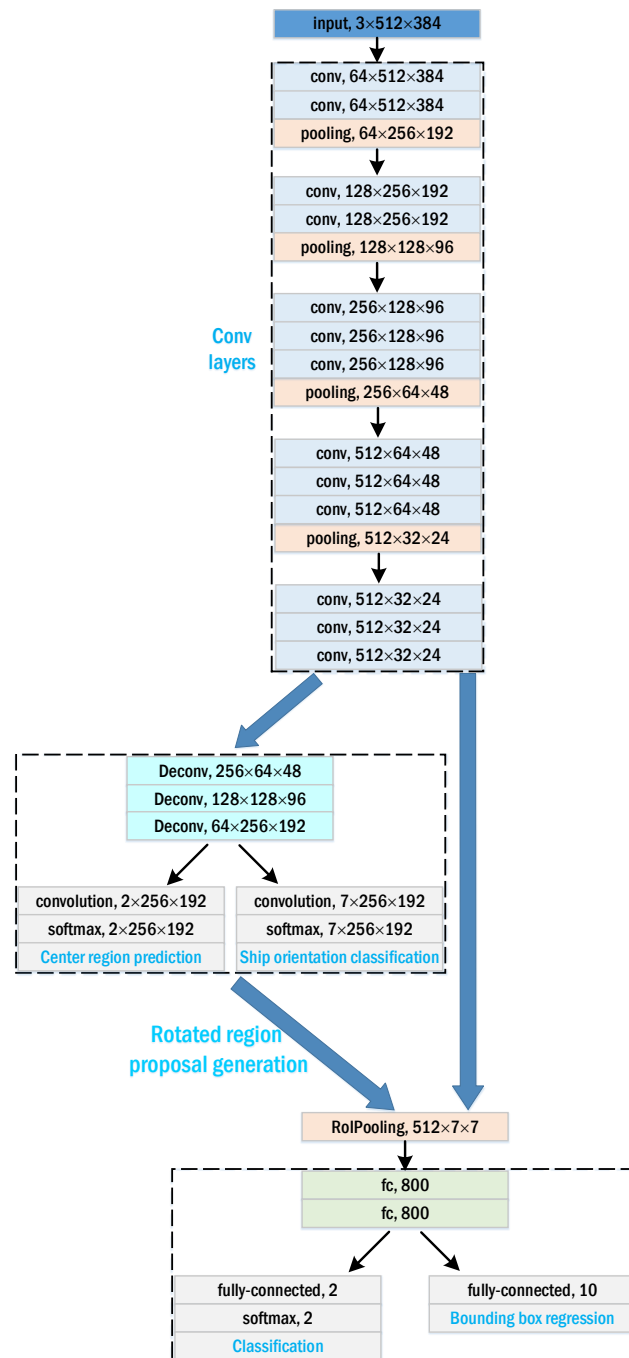 input, 3×512×384
conv, 64×512×384
conv, 64×512×384
pooling, 64×256×192
conv, 128×256×192
conv, 128×256×192
pooling, 128×128×96
Conv
layers
conv, 256×128×96
conv, 256×128×96
conv, 256×128×96
pooling, 256×64×48
conv, 512×64×48
conv, 512×64×48
conv, 512×64×48
pooling, 512×32×24
conv, 512×32×24
conv, 512×32×24
conv, 512×32×24
Deconv, 256×64×48
Deconv, 128×128×96
Deconv, 64×256×192
convolution, 2×256×192
softmax, 2×256×192
Center region prediction
convolution, 7×256×192
softmax, 7×256×192
Ship orientation classification
Rotated region
proposal generation
RoIPooling, 512×7×7
fc, 800
fc, 800
fully-connected, 2
softmax, 2
Classification
fully-connected, 10
Bounding box regression